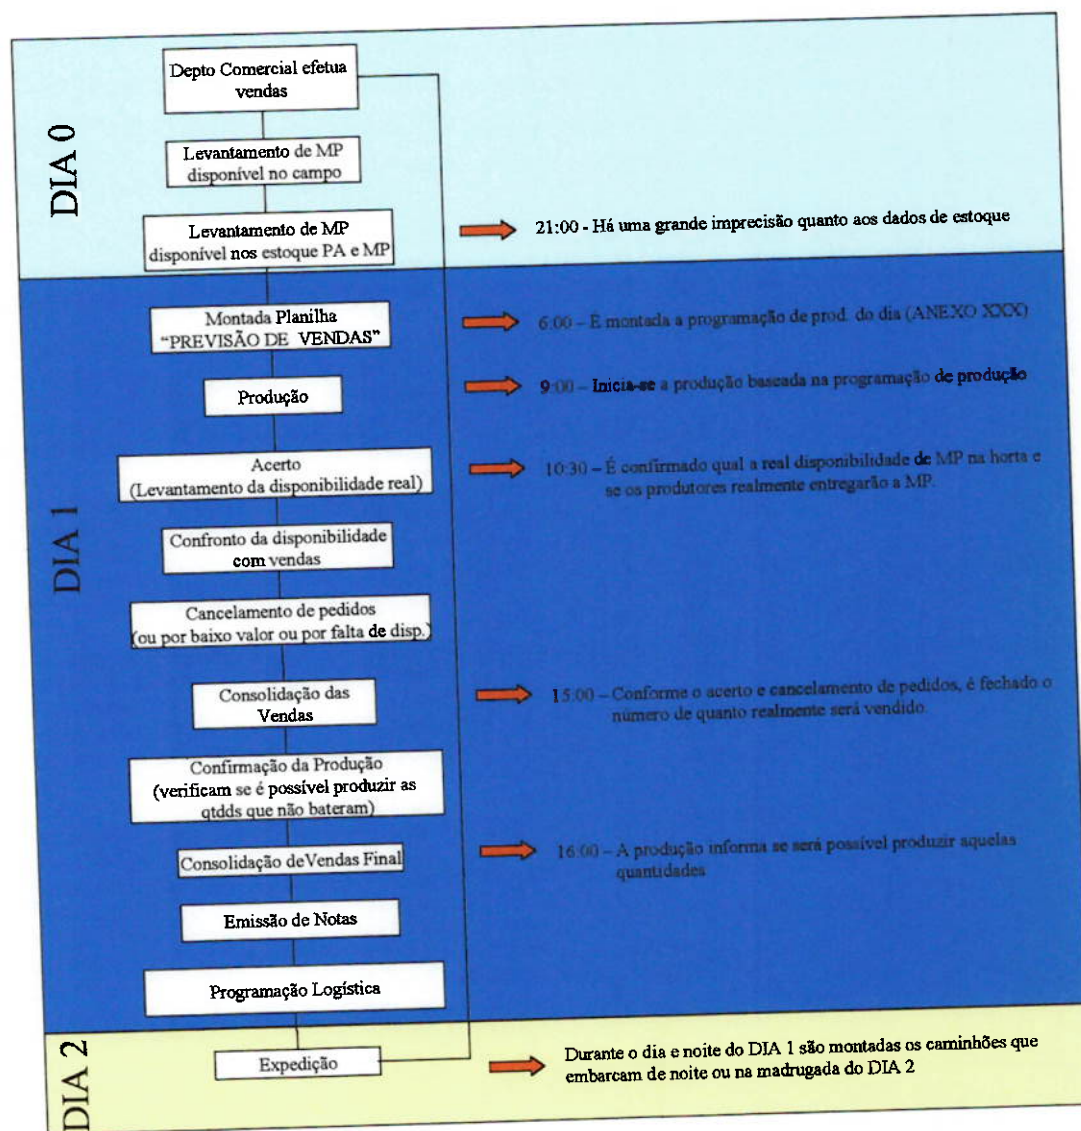 DIA 0
Depto Comercial efetua
vendas
Levantamento de MP
disponível no campo
Levantamento de MP
disponível nos estoque PA e MP
21:00 - Há uma grande imprecisão quanto aos dados de estoque
DIA 1
Montada Planilha
“PREVISÃO DE VENDAS”
6:00 – É montada a programação de prod. do dia (ANEXO XXX)
Produção
9:00 – Inicia-se a produção baseada na programação de produção
Acerto
(Levantamento da disponibilidade real)
10:30 – É confirmado qual a real disponibilidade de MP na horta e
se os produtores realmente entregarão a MP.
Confronto da disponibilidade
com vendas
Cancelamento de pedidos
(ou por baixo valor ou por falta de disp.)
Consolidação das
Vendas
15:00 – Conforme o acerto e cancelamento de pedidos, é fechado o
número de quanto realmente será vendido.
Confirmação da Produção
(verificam se é possível produzir as
qtdds que não bateram)
Consolidação de Vendas Final
16:00 – A produção informa se será possível produzir aquelas
quantidades
Emissão de Notas
Programação Logística
DIA 2
Expedição
Durante o dia e noite do DIA 1 são montadas os caminhões que
embarcam de noite ou na madrugada do DIA 2